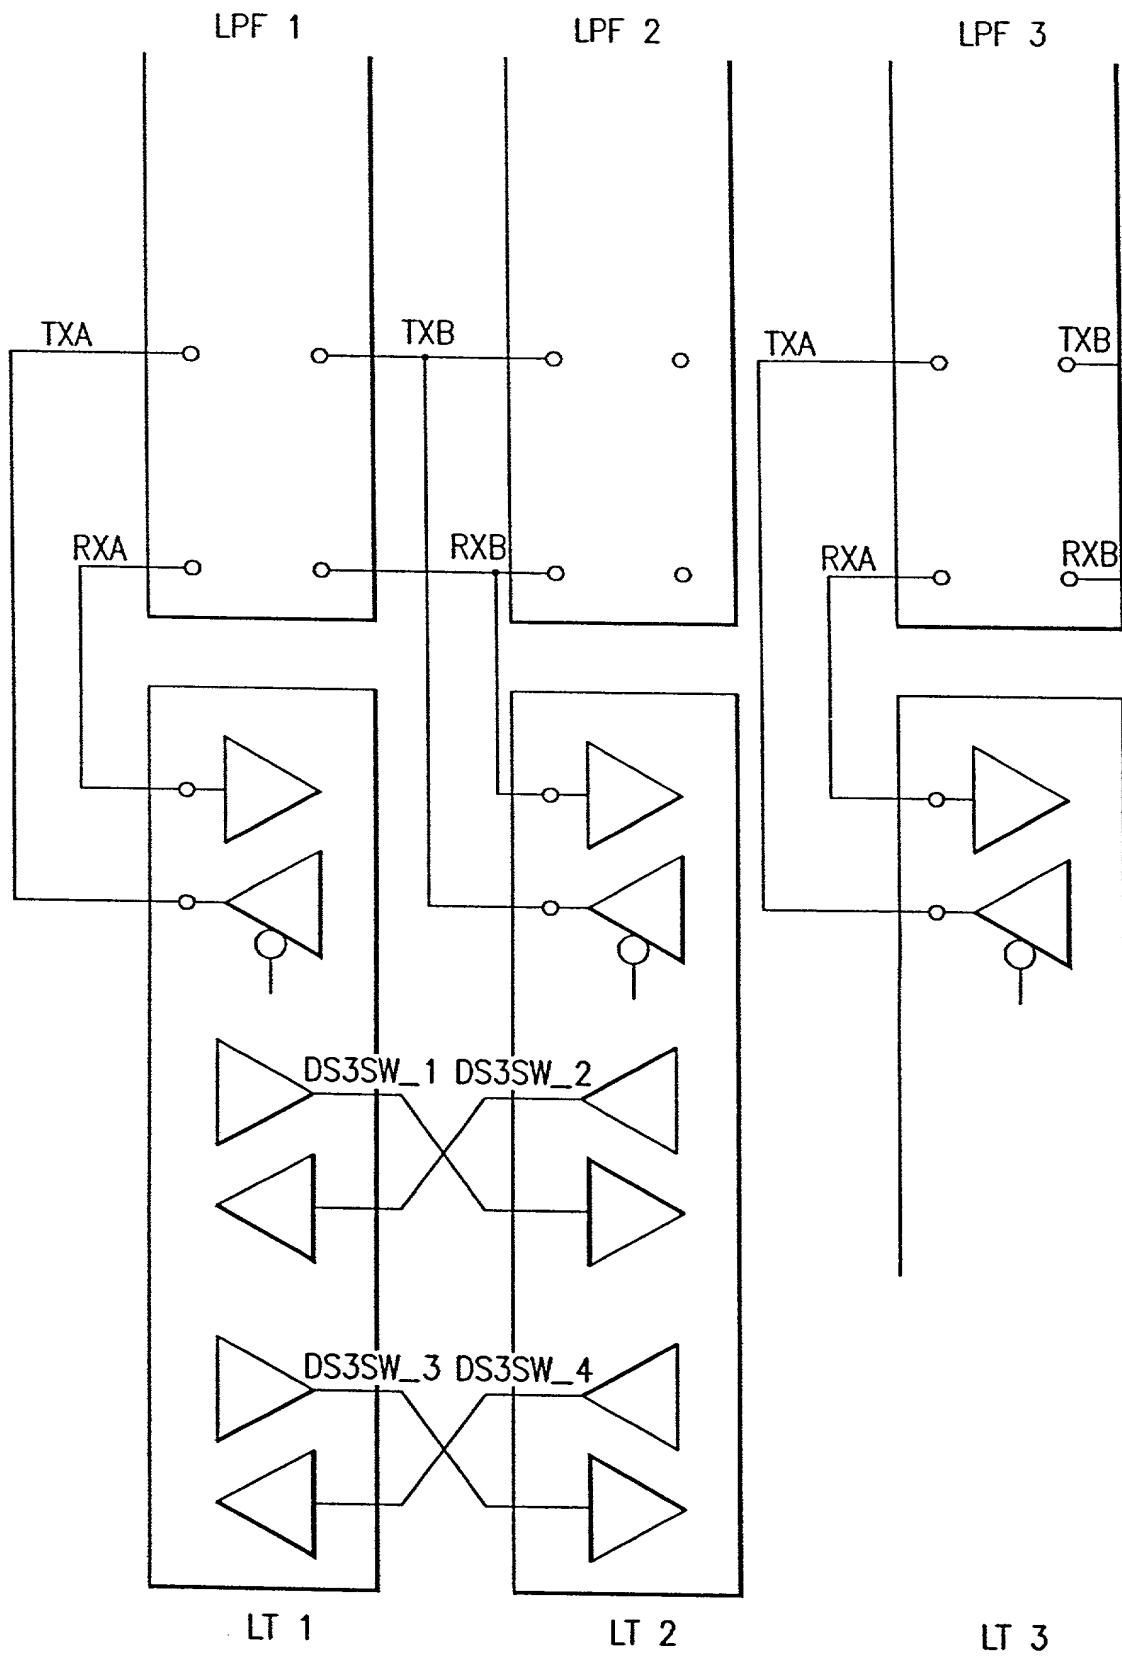 LPF 1
LPF 2
LPF 3
TXA
TXB
TXA
TXB
RXA
RXB
RXA
RXB
DS3SW_1
DS3SW_2
DS3SW_3
DS3SW_4
LT 1
LT 2
LT 3